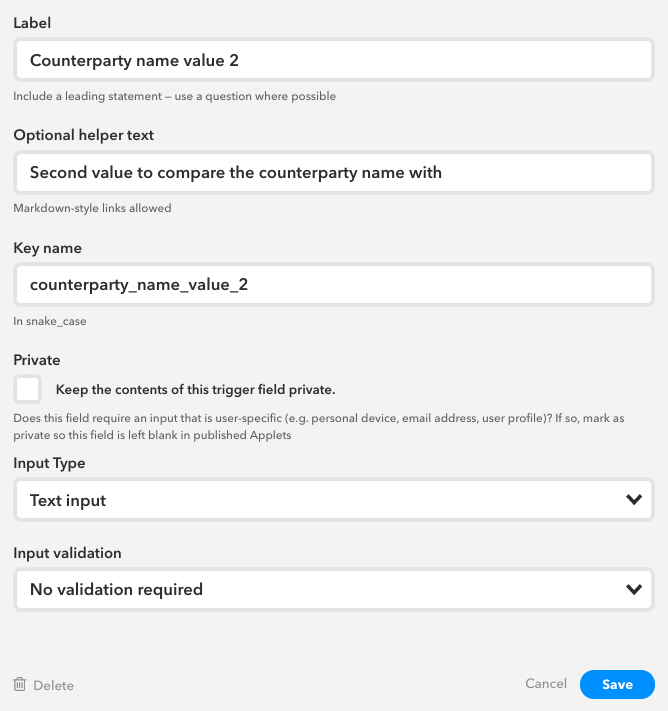 Label
Counterparty name value 2
Include a leading statement – use a question where possible
Optional helper text
Second value to compare the counterparty name with
Markdown-style links allowed
Key name
counterparty_name_value_2
In snake_case
Private
Keep the contents of this trigger field private.
Does this field require an input that is user-specific (e.g. personal device, email address, user profile)? If so, mark as
private so this field is left blank in published Applets
Input Type
Text input
Input validation
No validation required
Delete
Cancel
Save